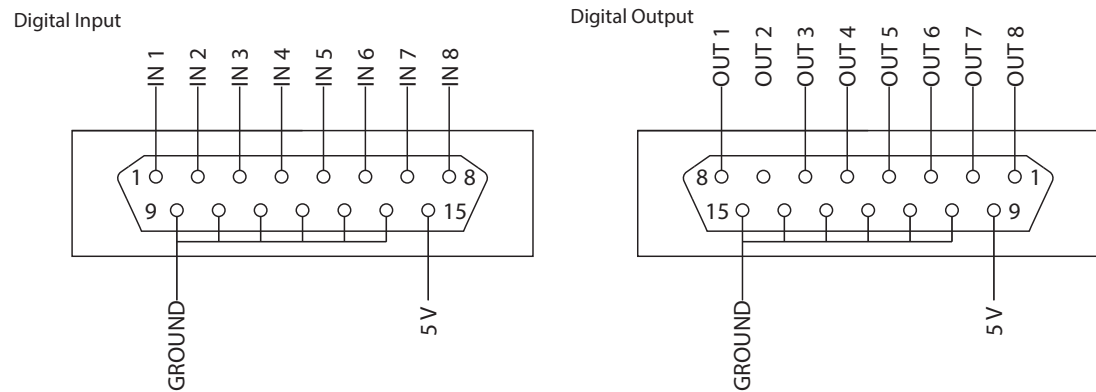 Digital Input
IN 1
IN 2
IN 3
IN 4
IN 5
IN 6
IN 7
IN 8
1
8
9
15
GROUND
5 V
Digital Output
OUT 1
OUT 2
OUT 3
OUT 4
OUT 5
OUT 6
OUT 7
OUT 8
8
1
15
9
GROUND
5 V